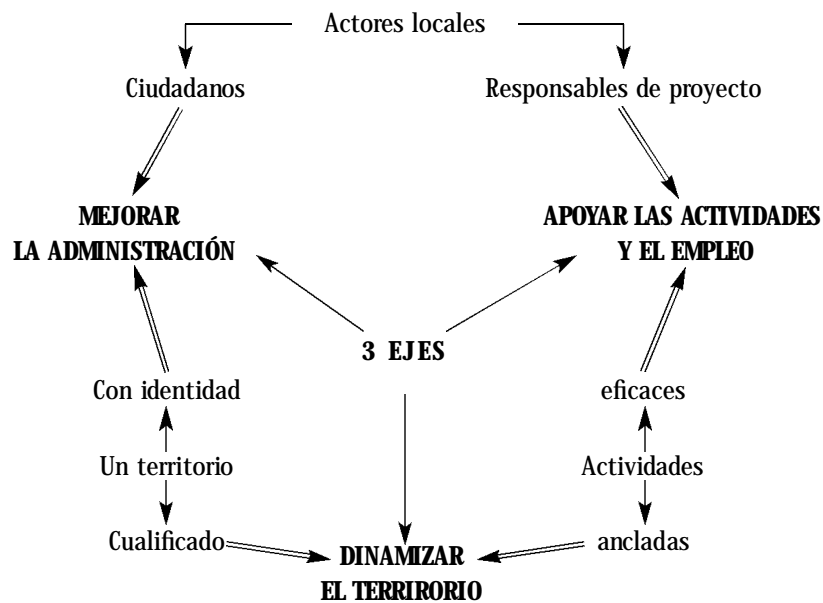 Actores locales
Ciudadanos
Responsables de proyecto
MEJORAR
LA ADMINISTRACIÓN
APOYAR LAS ACTIVIDADES
Y EL EMPLEO
3 EJES
Con identidad
eficaces
Un territorio
Actividades
Cualificado
ancladas
DINAMIZAR
EL TERRIRORIO